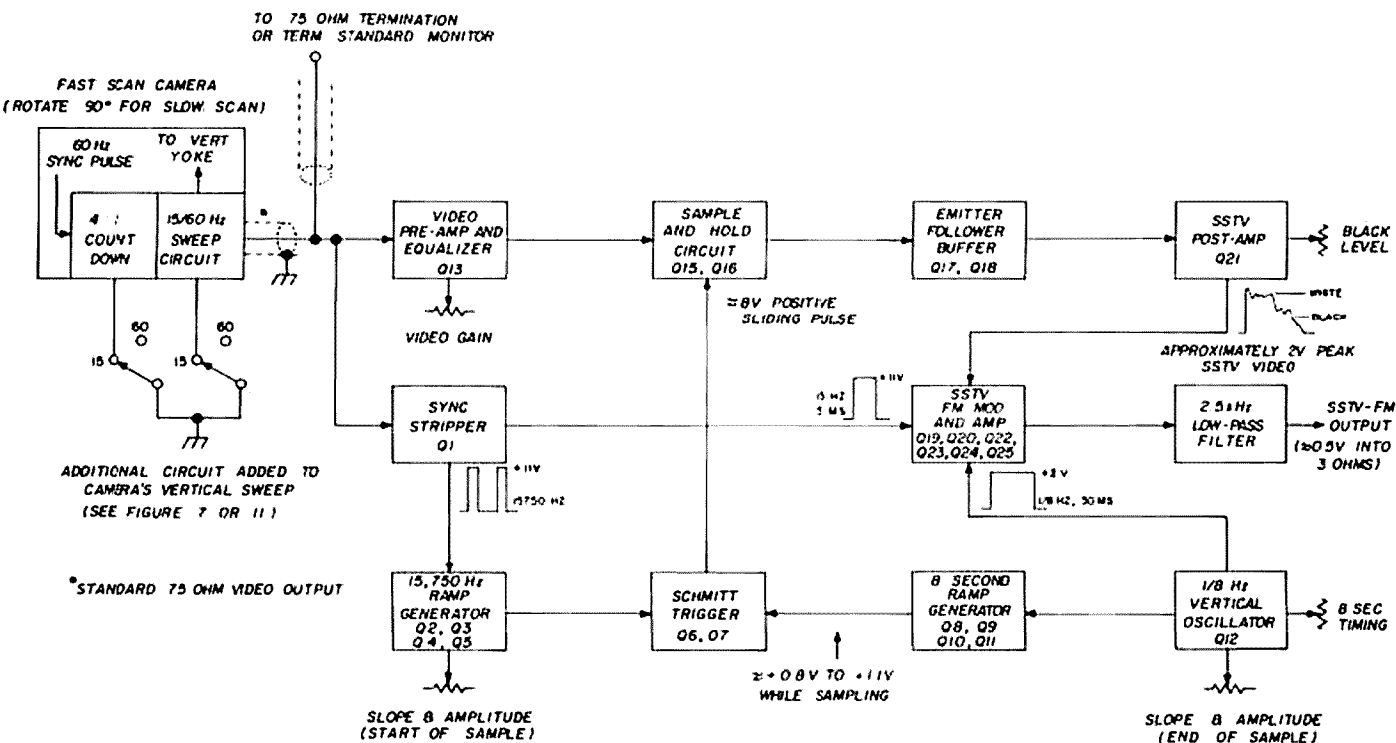 TO 75 OHM TERMINATION
OR TERM STANDARD MONITOR
FAST SCAN CAMERA
(ROTATE 90° FOR SLOW SCAN)
60 Hz
SYNC PULSE
TO VERT
YOKE
4:1
COUNT
DOWN
15/60 Hz
SWEEP
CIRCUIT
*
60
15
60
15
ADDITIONAL CIRCUIT ADDED TO
CAMERA'S VERTICAL SWEEP
(SEE FIGURE 7 OR 11)
*STANDARD 75 OHM VIDEO OUTPUT
VIDEO
PRE-AMP AND
EQUALIZER
Q13
VIDEO GAIN
SAMPLE
AND HOLD
CIRCUIT
Q15, Q16
≈8V POSITIVE
SLIDING PULSE
EMITTER
FOLLOWER
BUFFER
Q17, Q18
SSTV
POST-AMP
Q21
BLACK
LEVEL
WHITE
BLACK
APPROXIMATELY 2V PEAK
SSTV VIDEO
SYNC
STRIPPER
Q1
+11V
15750 HZ
15 HZ
5 MS
+11V
SSTV
FM MOD
AND AMP
Q19, Q20, Q22,
Q23, Q24, Q25
2.5kHz
LOW-PASS
FILTER
SSTV-FM
OUTPUT
(≈0.5V INTO
3 OHMS)
1/8 HZ, 30 MS
15,750 Hz
RAMP
GENERATOR
Q2, Q3
Q4, Q5
SLOPE & AMPLITUDE
(START OF SAMPLE)
SCHMITT
TRIGGER
Q6, Q7
≈+0.8V TO +11V
WHILE SAMPLING
8 SECOND
RAMP
GENERATOR
Q8, Q9
Q10, Q11
1/8 Hz
VERTICAL
OSCILLATOR
Q12
8 SEC
TIMING
SLOPE & AMPLITUDE
(END OF SAMPLE)